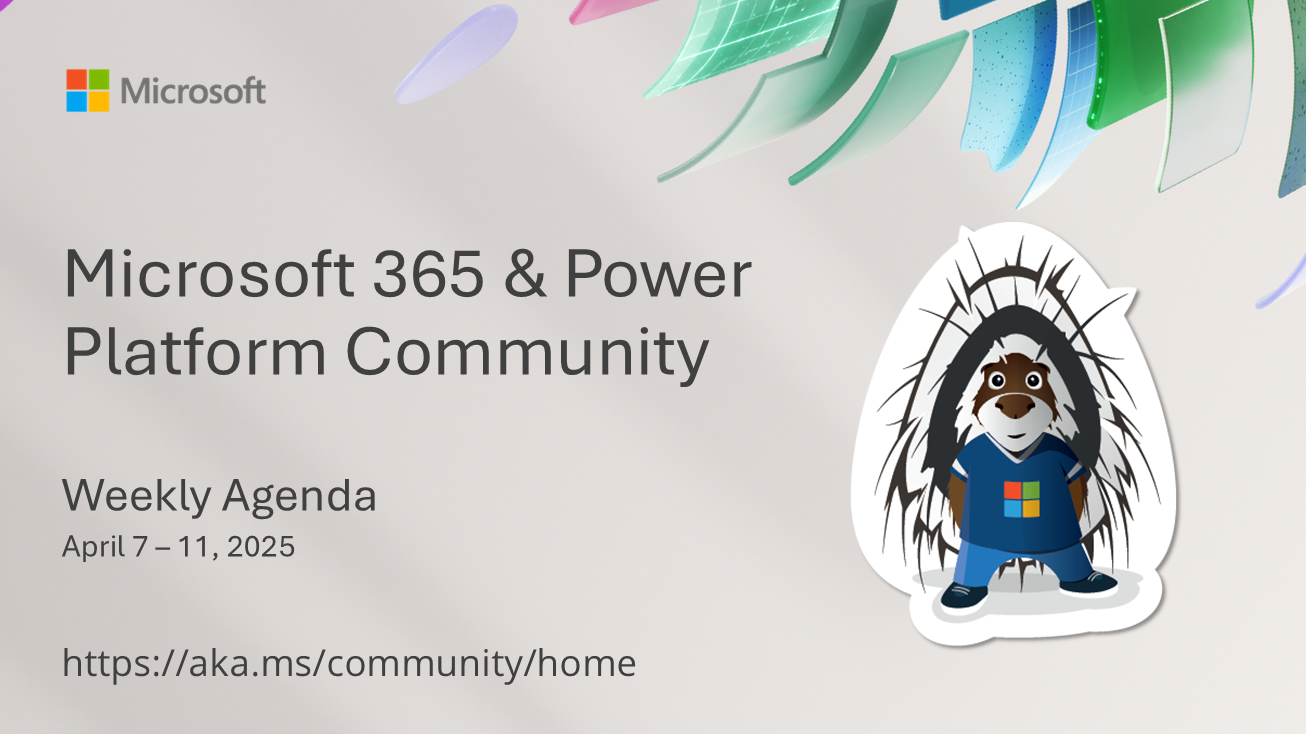 Microsoft
Microsoft 365 & Power
Platform Community
Weekly Agenda
April 7 – 11, 2025
https://aka.ms/community/home